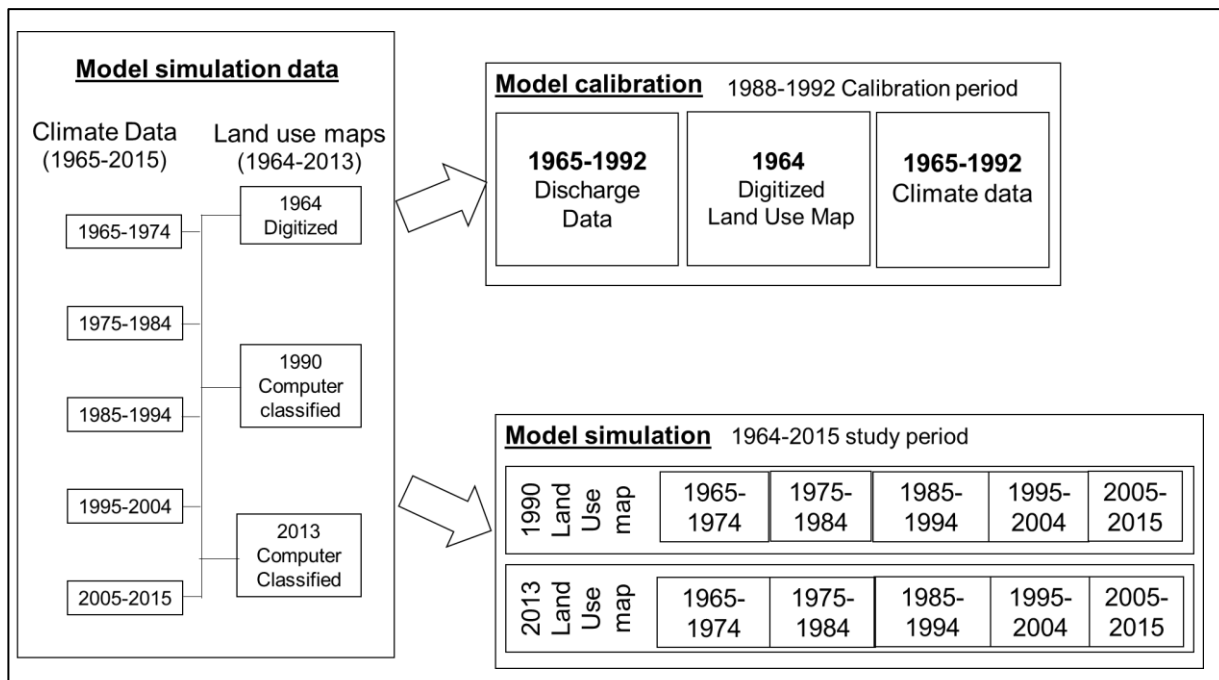 Model simulation data
Climate Data
(1965-2015)
Land use maps
(1964-2013)
1965-1974
1975-1984
1985-1994
1995-2004
2005-2015
1964
Digitized
1990
Computer
classified
2013
Computer
Classified
Model calibration 1988-1992 Calibration period
1965-1992
Discharge
Data
1964
Digitized
Land Use Map
1965-1992
Climate data
Model simulation 1964-2015 study period
1990
Land
Use
map
1965-
1974
1975-
1984
1985-
1994
1995-
2004
2005-
2015
2013
Land
Use
map
1965-
1974
1975-
1984
1985-
1994
1995-
2004
2005-
2015